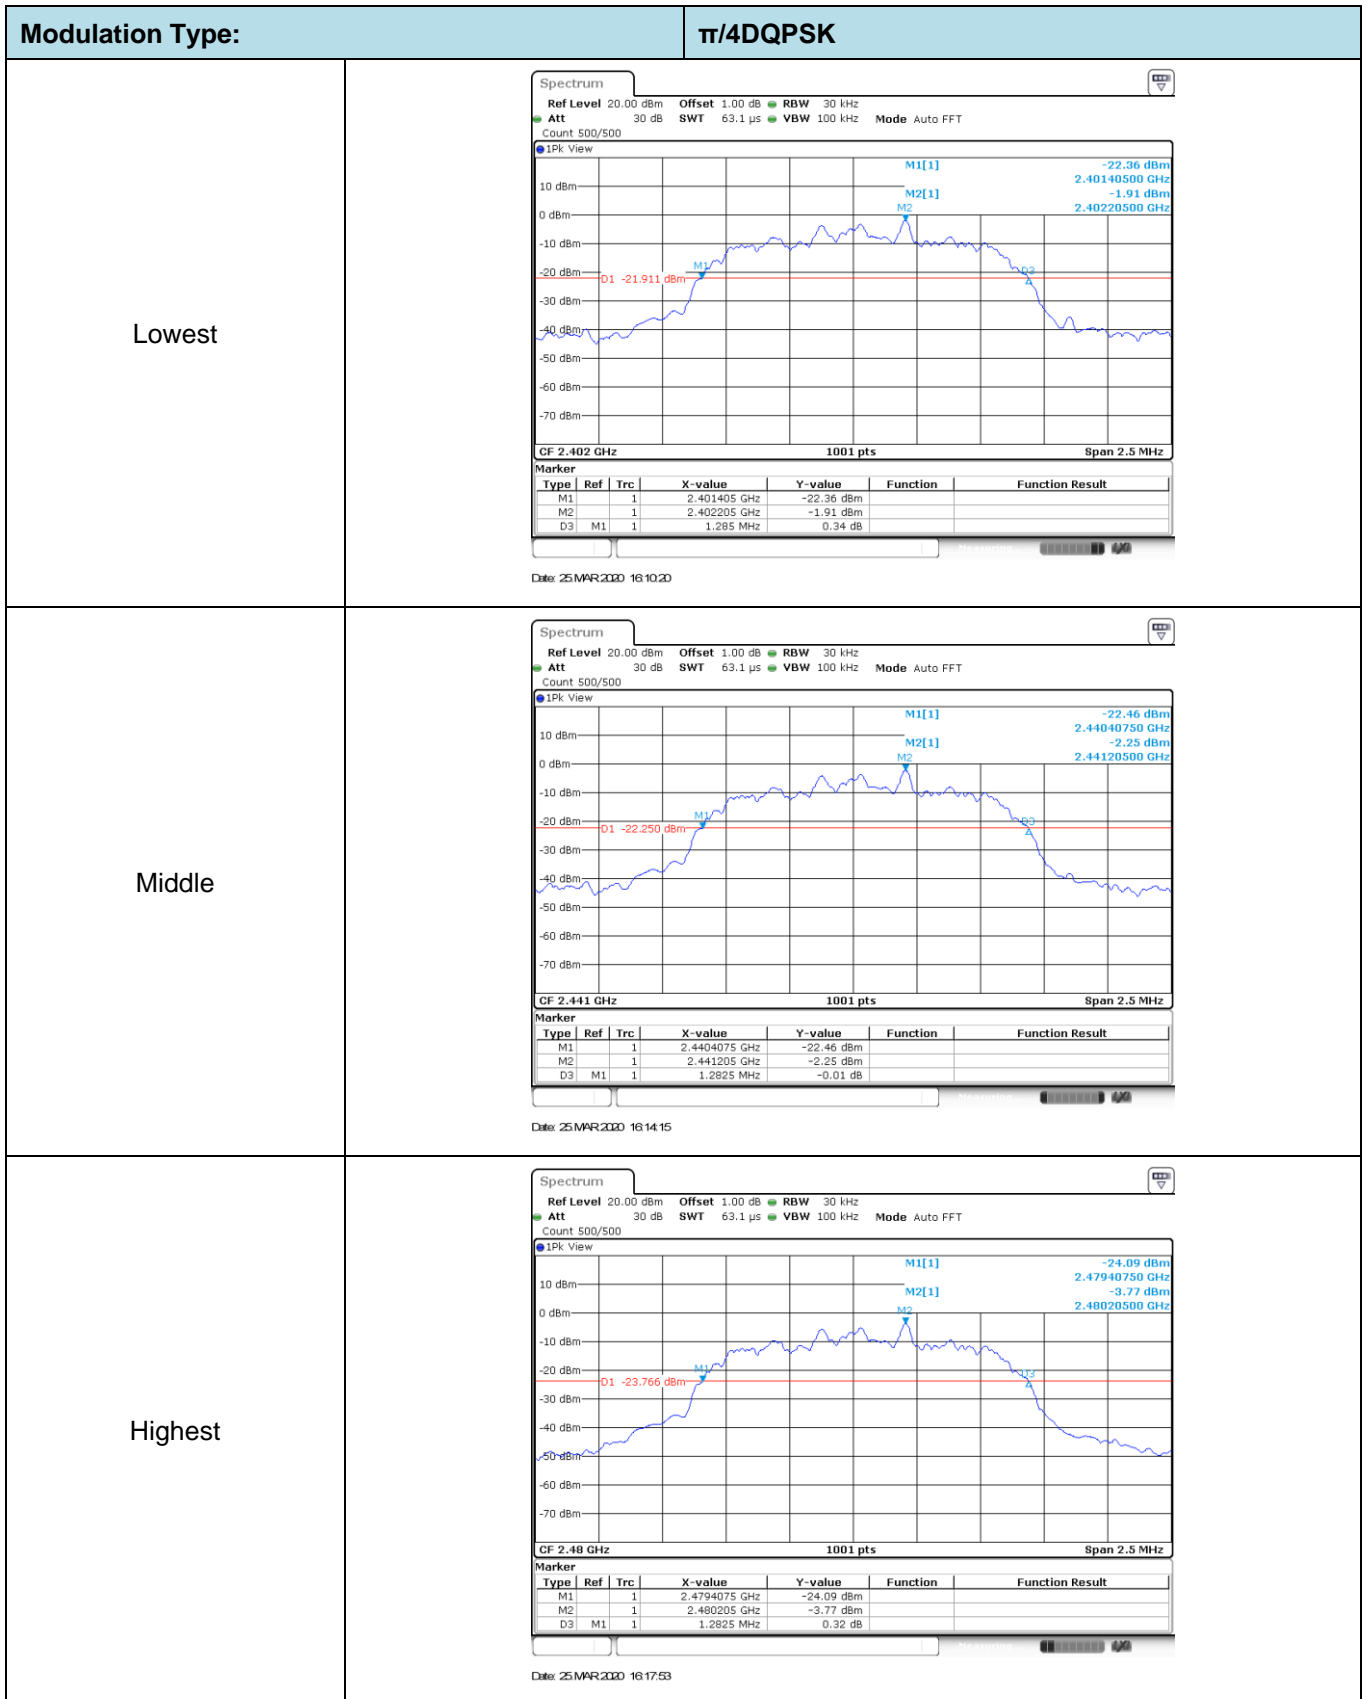 Modulation Type: π/4DQPSK
Lowest
Spectrum
Ref Level 20.00 dBm Offset 1.00 dB RBW 30 kHz
Att 30 dB SWT 63.1 µs VBW 100 kHz Mode Auto FFT
Count 500/500
1Pk View
M1[1] -22.36 dBm
2.40140500 GHz
10 dBm
M2[1] -1.91 dBm
M2 2.40220500 GHz
0 dBm
-10 dBm
M1 D3
-20 dBm
D1 -21.911 dBm
-30 dBm
-40 dBm
-50 dBm
-60 dBm
-70 dBm
CF 2.402 GHz 1001 pts Span 2.5 MHz
Marker
Type Ref Trc X-value Y-value Function Function Result
M1 1 2.401405 GHz -22.36 dBm
M2 1 2.402205 GHz -1.91 dBm
D3 M1 1 1.285 MHz 0.34 dB
Measuring
Date: 25.MAR.2020 16:10:20
Middle
Spectrum
Ref Level 20.00 dBm Offset 1.00 dB RBW 30 kHz
Att 30 dB SWT 63.1 µs VBW 100 kHz Mode Auto FFT
Count 500/500
1Pk View
M1[1] -22.46 dBm
2.44040750 GHz
10 dBm
M2[1] -2.25 dBm
M2 2.44120500 GHz
0 dBm
-10 dBm
M1 D3
-20 dBm
D1 -22.250 dBm
-30 dBm
-40 dBm
-50 dBm
-60 dBm
-70 dBm
CF 2.441 GHz 1001 pts Span 2.5 MHz
Marker
Type Ref Trc X-value Y-value Function Function Result
M1 1 2.4404075 GHz -22.46 dBm
M2 1 2.441205 GHz -2.25 dBm
D3 M1 1 1.2825 MHz -0.01 dB
Measuring
Date: 25.MAR.2020 16:14:15
Highest
Spectrum
Ref Level 20.00 dBm Offset 1.00 dB RBW 30 kHz
Att 30 dB SWT 63.1 µs VBW 100 kHz Mode Auto FFT
Count 500/500
1Pk View
M1[1] -24.09 dBm
2.47940750 GHz
10 dBm
M2[1] -3.77 dBm
M2 2.48020500 GHz
0 dBm
-10 dBm
-20 dBm
M1 D3
D1 -23.766 dBm
-30 dBm
-40 dBm
-50 dBm
-60 dBm
-70 dBm
CF 2.48 GHz 1001 pts Span 2.5 MHz
Marker
Type Ref Trc X-value Y-value Function Function Result
M1 1 2.4794075 GHz -24.09 dBm
M2 1 2.480205 GHz -3.77 dBm
D3 M1 1 1.2825 MHz 0.32 dB
Measuring
Date: 25.MAR.2020 16:17:53